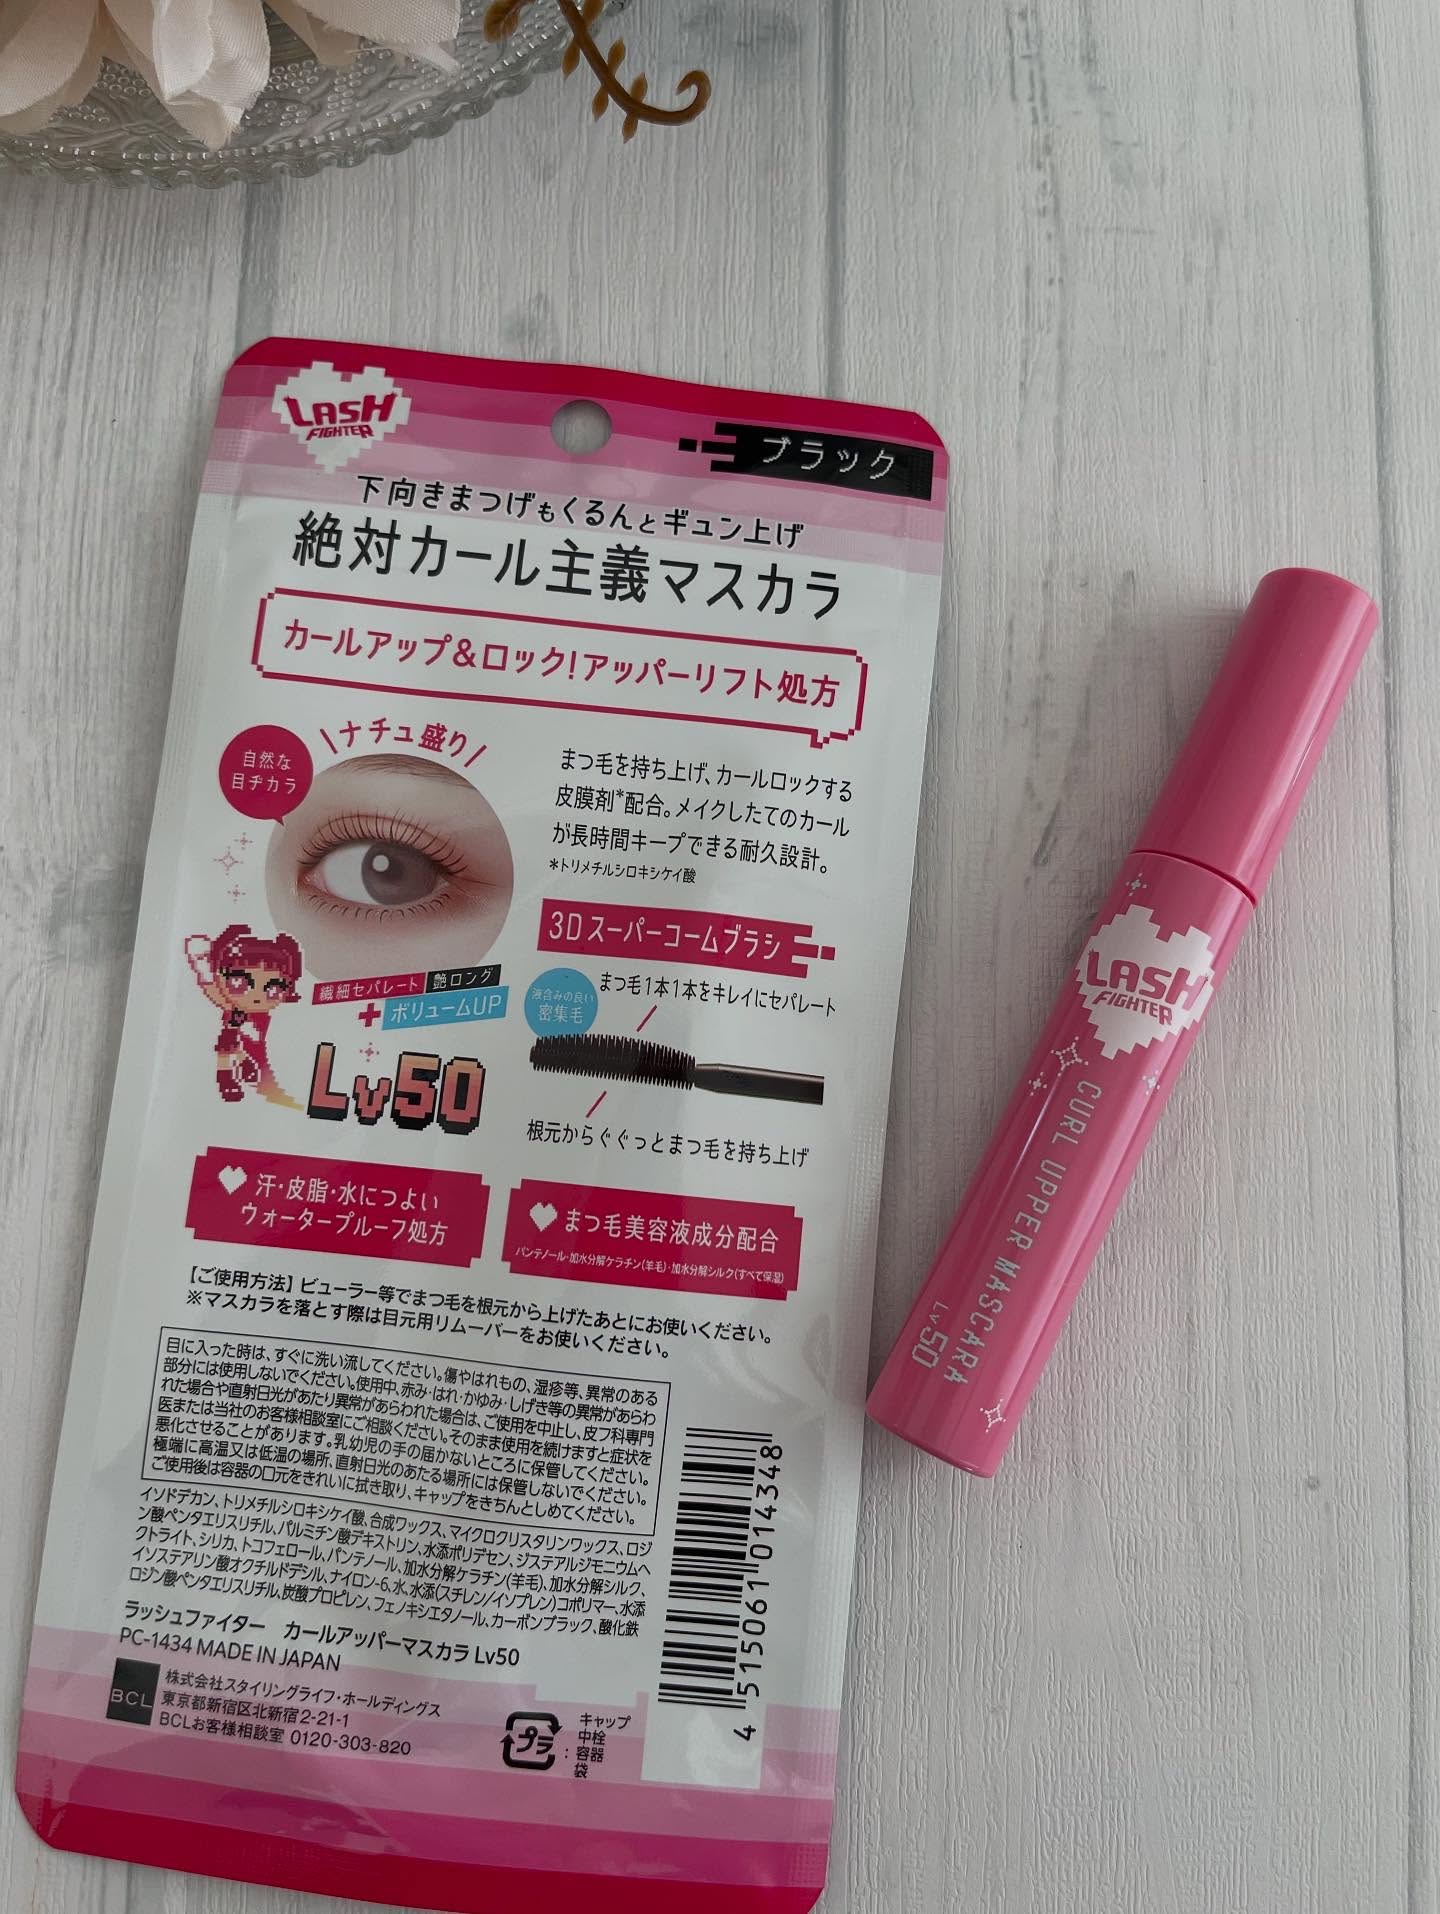 LASH
FIGHTER
ブラック
下向きまつげもくるんとギュン上げ
絶対カール主義マスカラ
カールアップ&ロック!アッパーリフト処方
\ナチュ盛り/
自然な
目ヂカラ
まつ毛を持ち上げ、カールロックする
皮膜剤*配合。メイクしたてのカール
が長時間キープできる耐久設計。
*トリメチルシロキシケイ酸
3Dスーパーコームブラシ
液含みの良い
密集毛
まつ毛1本1本をキレイにセパレート
根元からぐぐっとまつ毛を持ち上げ
繊細セパレート 艶ロング
+ボリュームUP
Lv50
汗・皮脂・水につよい
ウォータープルーフ処方
まつ毛美容液成分配合
パンテノール・加水分解ケラチン(羊毛)・加水分解シルク(すべて保湿)
【ご使用方法】ビューラー等でまつ毛を根元から上げたあとにお使いください。
※マスカラを落とす際は目元用リムーバーをお使いください。
目に入った時は、すぐに洗い流してください。傷やはれもの、湿疹等、異常のある
部分には使用しないでください。使用中、赤み・はれ・かゆみ・しげき等の異常があらわ
れた場合や直射日光があたり異常があらわれた場合は、ご使用を中止し、皮フ科専門
医または当社のお客様相談室にご相談ください。そのまま使用を続けますと症状を
悪化させることがあります。乳幼児の手の届かないところに保管してください。
極端に高温又は低温の場所、直射日光のあたる場所には保管しないでください。
ご使用後は容器の口元をきれいに拭き取り、キャップをきちんとしめてください。
イソドデカン、トリメチルシロキシケイ酸、合成ワックス、マイクロクリスタリンワックス、ロジ
ン酸ペンタエリスリチル、パルミチン酸デキストリン、水添ポリデセン、ジステアルジモニウムヘ
クトライト、シリカ、トコフェロール、パンテノール、加水分解ケラチン(羊毛)、加水分解シルク、
イソステアリン酸オクチルドデシル、ナイロン-6、水、水添(スチレン/イソプレン)コポリマー、水添
ロジン酸ペンタエリスリチル、炭酸プロピレン、フェノキシエタノール、カーボンブラック、酸化鉄
ラッシュファイター カールアッパーマスカラ Lv50
PC-1434 MADE IN JAPAN
BCL
株式会社スタイリングライフ・ホールディングス
東京都新宿区北新宿2-21-1
BCLお客様相談室 0120-303-820
プラ
:
キャップ
中栓
容器
袋
4 515061 014348
LASH
FIGHTER
CURL UPPER MASCARA
Lv50